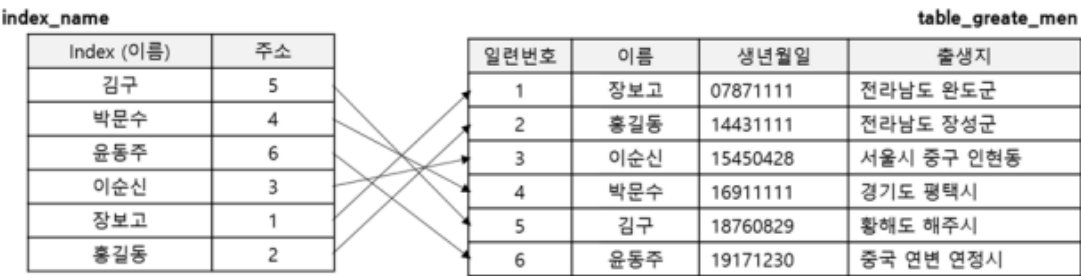 index_name
Index (이름) 주소
김구 5
박문수 4
윤동주 6
이순신 3
장보고 1
홍길동 2
table_greate_men
일련번호 이름 생년월일 출생지
1 장보고 07871111 전라남도 완도군
2 홍길동 14431111 전라남도 장성군
3 이순신 15450428 서울시 중구 인현동
4 박문수 16911111 경기도 평택시
5 김구 18760829 황해도 해주시
6 윤동주 19171230 중국 연변 연정시